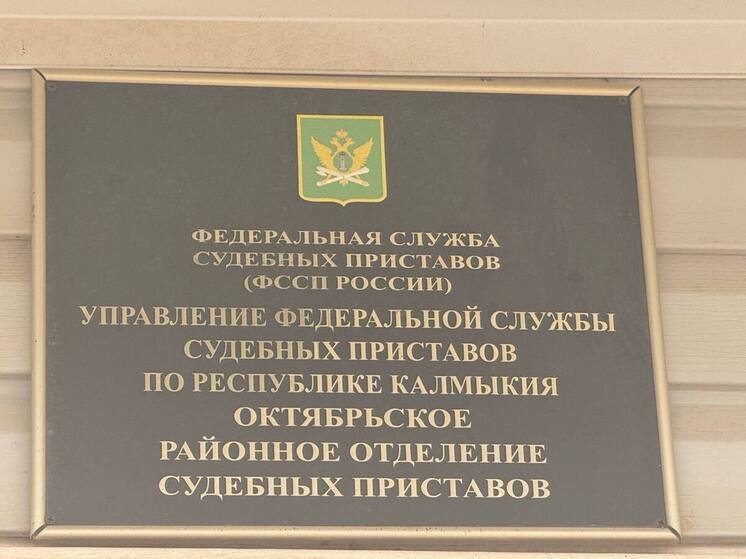 ФЕДЕРАЛЬНАЯ СЛУЖБА
СУДЕБНЫХ ПРИСТАВОВ
(ФССП РОССИИ)
УПРАВЛЕНИЕ ФЕДЕРАЛЬНОЙ СЛУЖБЫ
СУДЕБНЫХ ПРИСТАВОВ
ПО РЕСПУБЛИКЕ КАЛМЫКИЯ
ОКТЯБРЬСКОЕ
РАЙОННОЕ ОТДЕЛЕНИЕ
СУДЕБНЫХ ПРИСТАВОВ